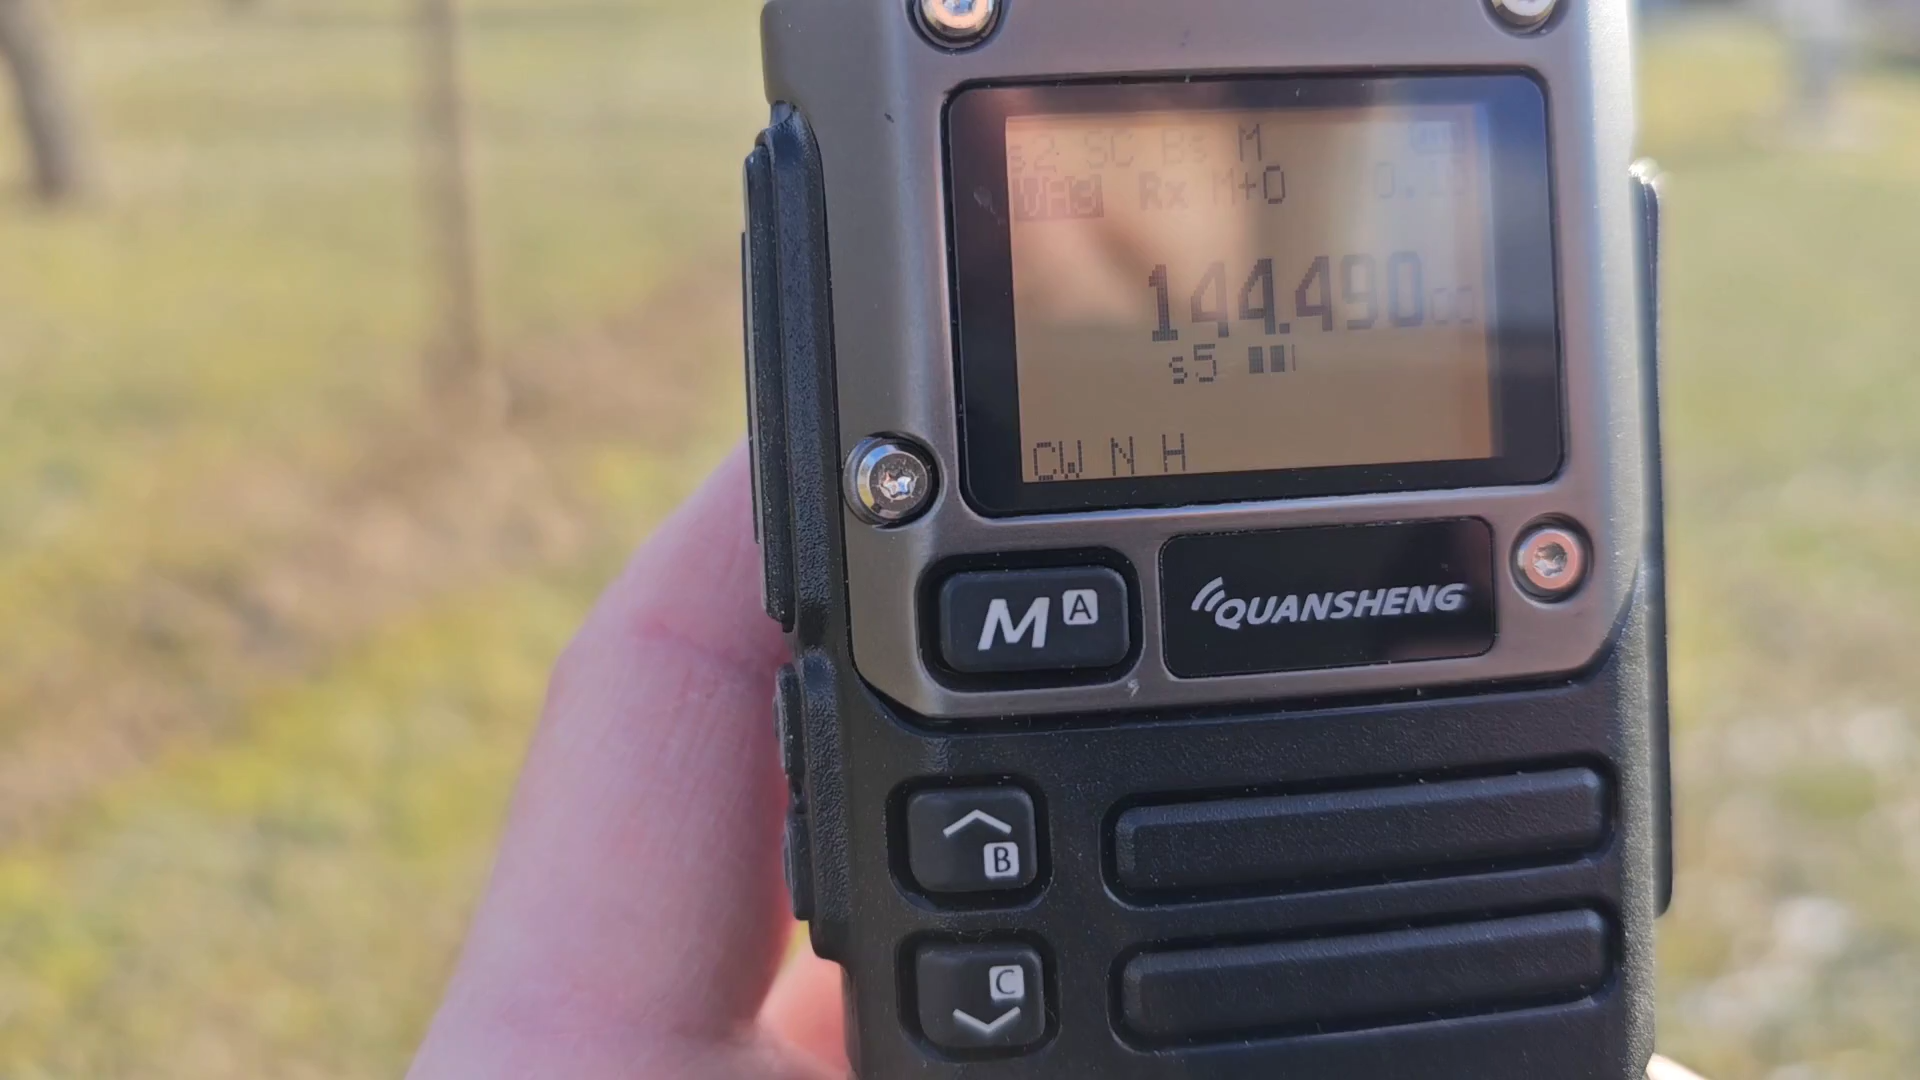 s2 SC Bs M
Rx M+O
144.490
s5
CW N H
M A
QUANSHENG
B
C